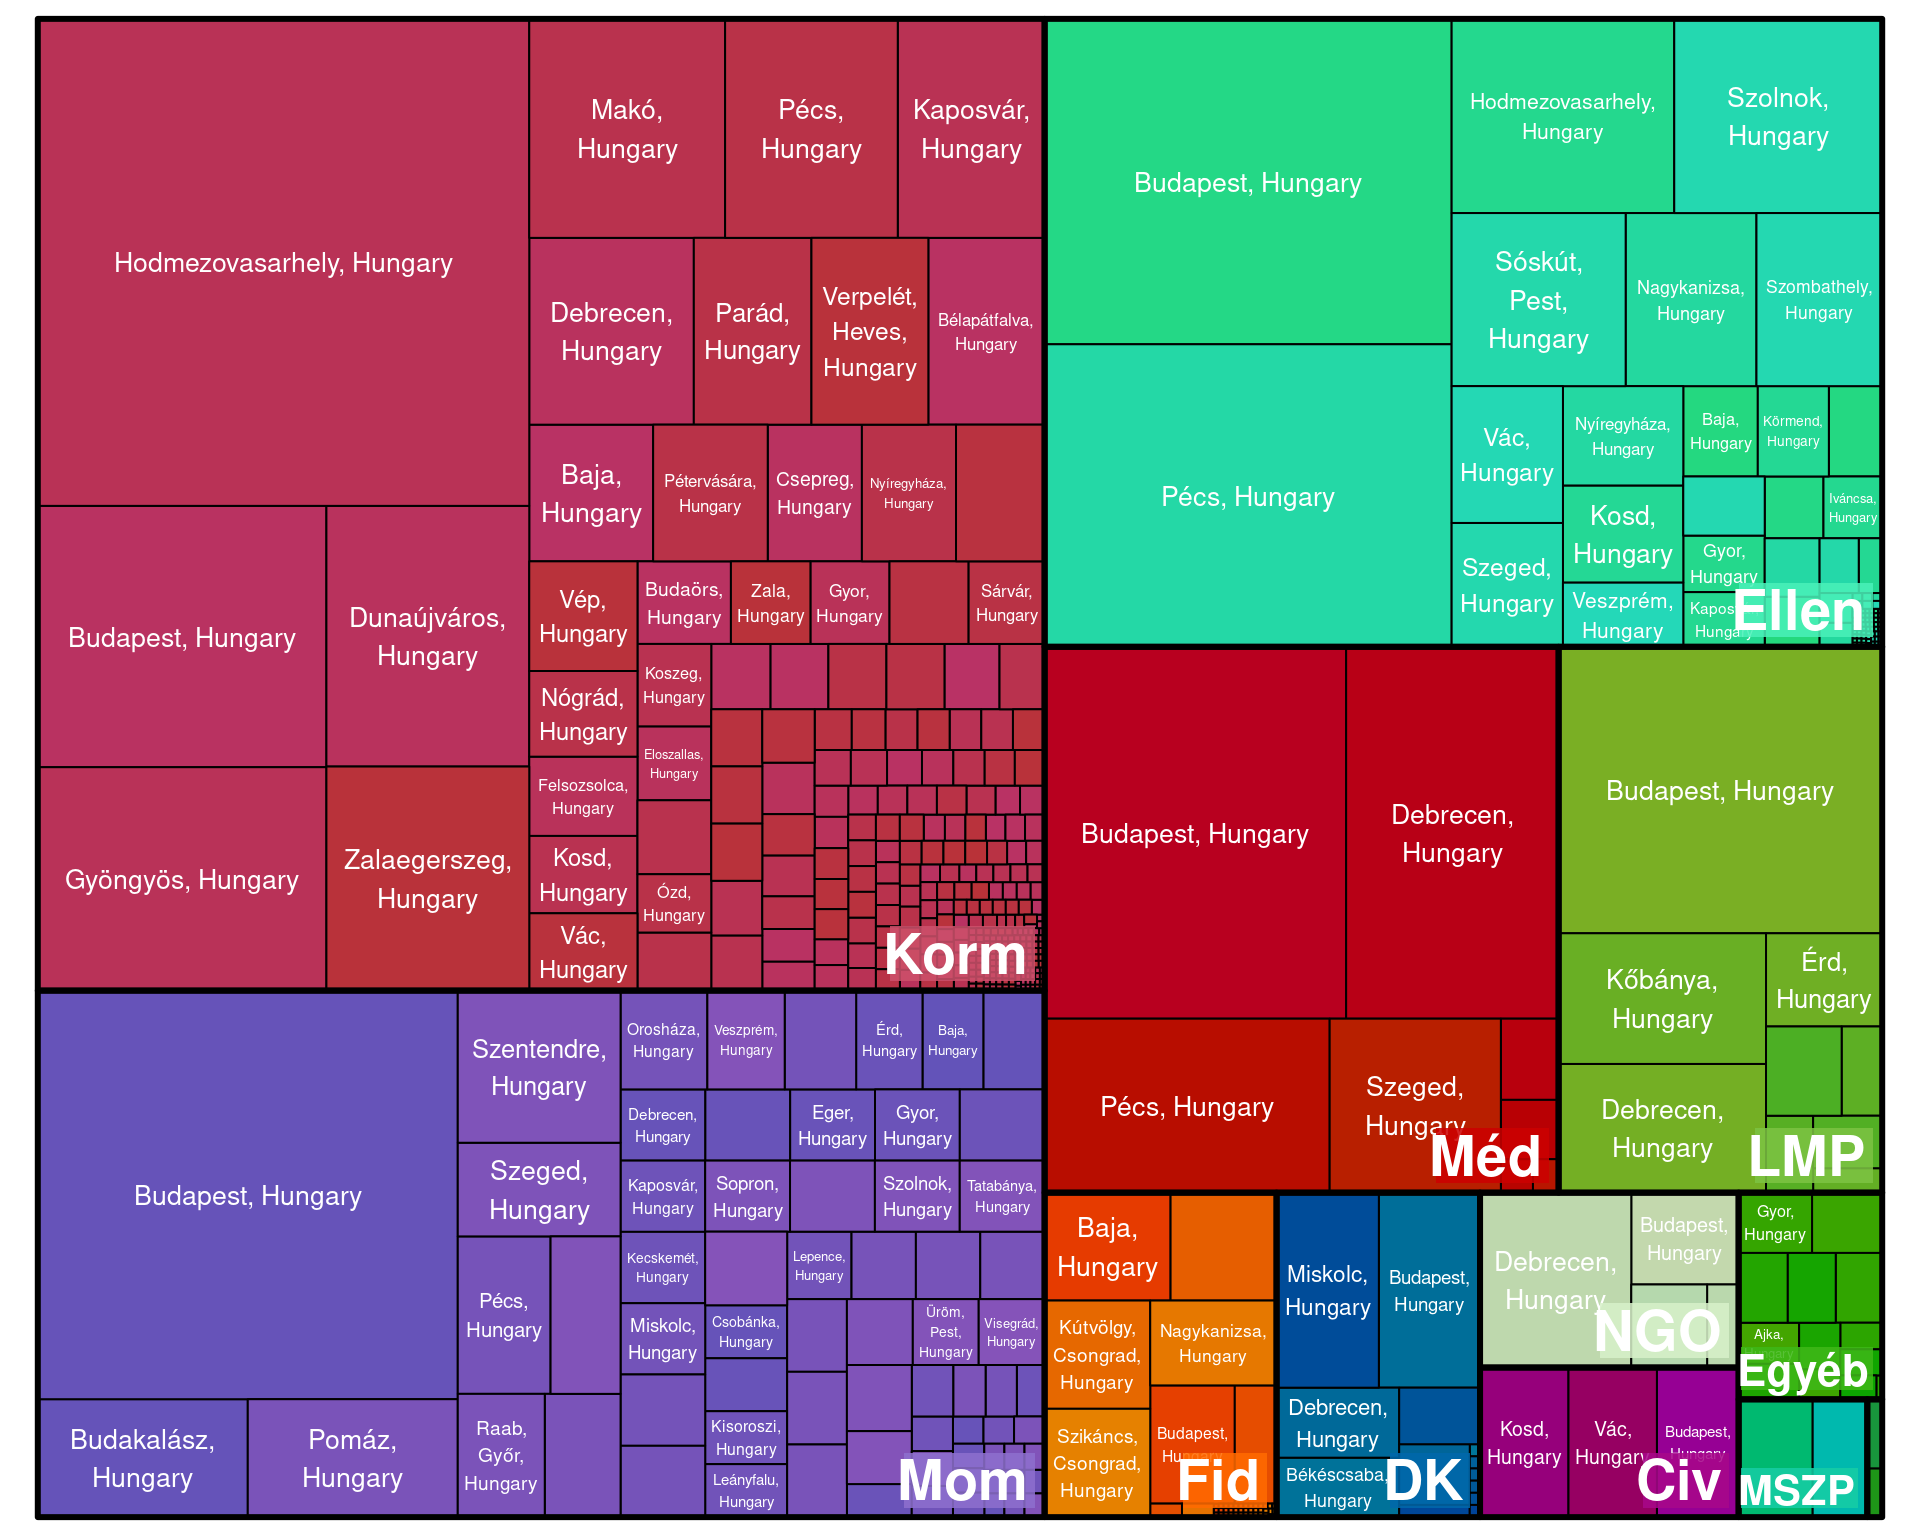 Hodmezovasarhely, Hungary
Makó,
Hungary
Pécs,
Hungary
Kaposvár,
Hungary
Debrecen,
Hungary
Parád,
Hungary
Verpelét,
Heves,
Hungary
Bélapátfalva,
Hungary
Baja,
Hungary
Pétervására,
Hungary
Csepreg,
Hungary
Nyíregyháza,
Hungary
Budapest, Hungary
Dunaújváros,
Hungary
Gyöngyös, Hungary
Zalaegerszeg,
Hungary
Vép,
Hungary
Budaörs,
Hungary
Zala,
Hungary
Gyor,
Hungary
Sárvár,
Hungary
Nógrád,
Hungary
Koszeg,
Hungary
Felsozsolca,
Hungary
Eloszallas,
Hungary
Kosd,
Hungary
Ózd,
Hungary
Vác,
Hungary
Korm
Budapest, Hungary
Pécs, Hungary
Hodmezovasarhely,
Hungary
Szolnok,
Hungary
Sóskút,
Pest,
Hungary
Nagykanizsa,
Hungary
Szombathely,
Hungary
Vác,
Hungary
Nyíregyháza,
Hungary
Baja,
Hungary
Körmend,
Hungary
Iváncsa,
Hungary
Szeged,
Hungary
Kosd,
Hungary
Gyor,
Hungary
Veszprém,
Hungary
Kapos
Hungary
Ellen
Budapest, Hungary
Debrecen,
Hungary
Pécs, Hungary
Szeged,
Hungary
Méd
Budapest, Hungary
Kőbánya,
Hungary
Érd,
Hungary
Debrecen,
Hungary
LMP
Budapest, Hungary
Budakalász,
Hungary
Pomáz,
Hungary
Szentendre,
Hungary
Szeged,
Hungary
Pécs,
Hungary
Raab,
Győr,
Hungary
Orosháza,
Hungary
Veszprém,
Hungary
Érd,
Hungary
Baja,
Hungary
Debrecen,
Hungary
Eger,
Hungary
Gyor,
Hungary
Kaposvár,
Hungary
Sopron,
Hungary
Szolnok,
Hungary
Tatabánya,
Hungary
Kecskemét,
Hungary
Lepence,
Hungary
Miskolc,
Hungary
Csobánka,
Hungary
Üröm,
Pest,
Hungary
Visegrád,
Hungary
Kisoroszi,
Hungary
Leányfalu,
Hungary
Mom
Baja,
Hungary
Kútvölgy,
Csongrad,
Hungary
Nagykanizsa,
Hungary
Szikáncs,
Csongrad,
Hungary
Budapest,
Hungary
Fid
Miskolc,
Hungary
Budapest,
Hungary
Debrecen,
Hungary
Békéscsaba,
Hungary
DK
Debrecen,
Hungary
Budapest,
Hungary
NGO
Kosd,
Hungary
Vác,
Hungary
Budapest,
Hungary
Civ
Gyor,
Hungary
Ajka,
Hungary
Egyéb
MSZP